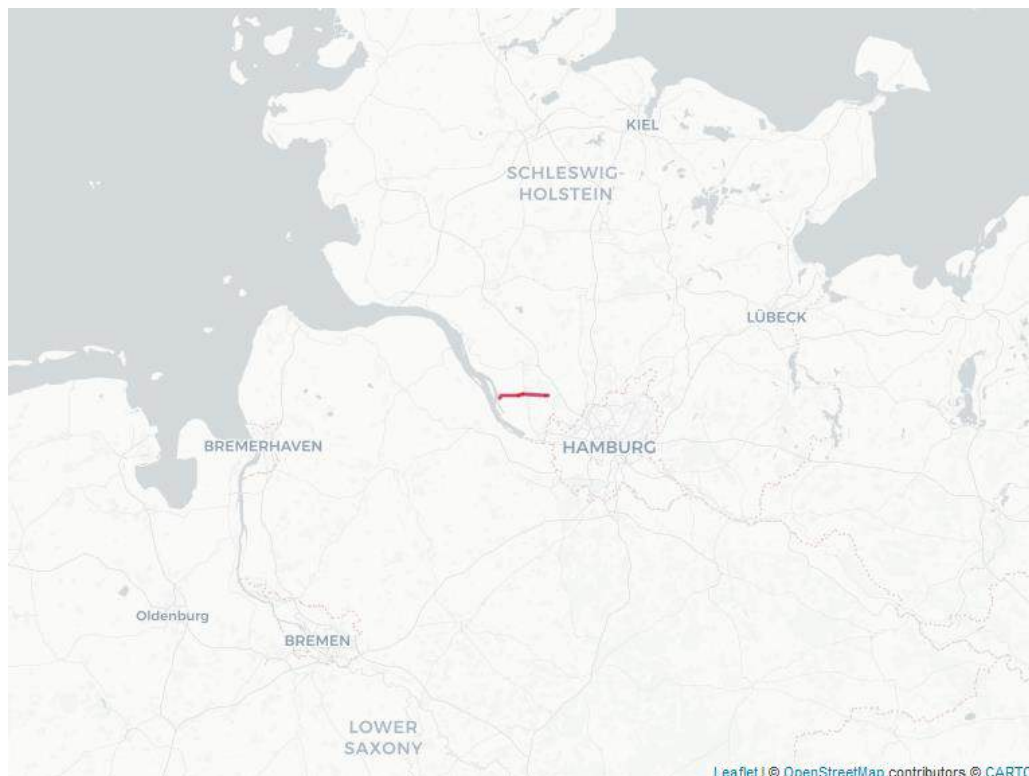 KIEL
SCHLESWIG-
HOLSTEIN
LÜBECK
BREMERHAVEN
HAMBURG
Oldenburg
BREMEN
LOWER
SAXONY
Leaflet | © OpenStreetMap contributors © CARTO